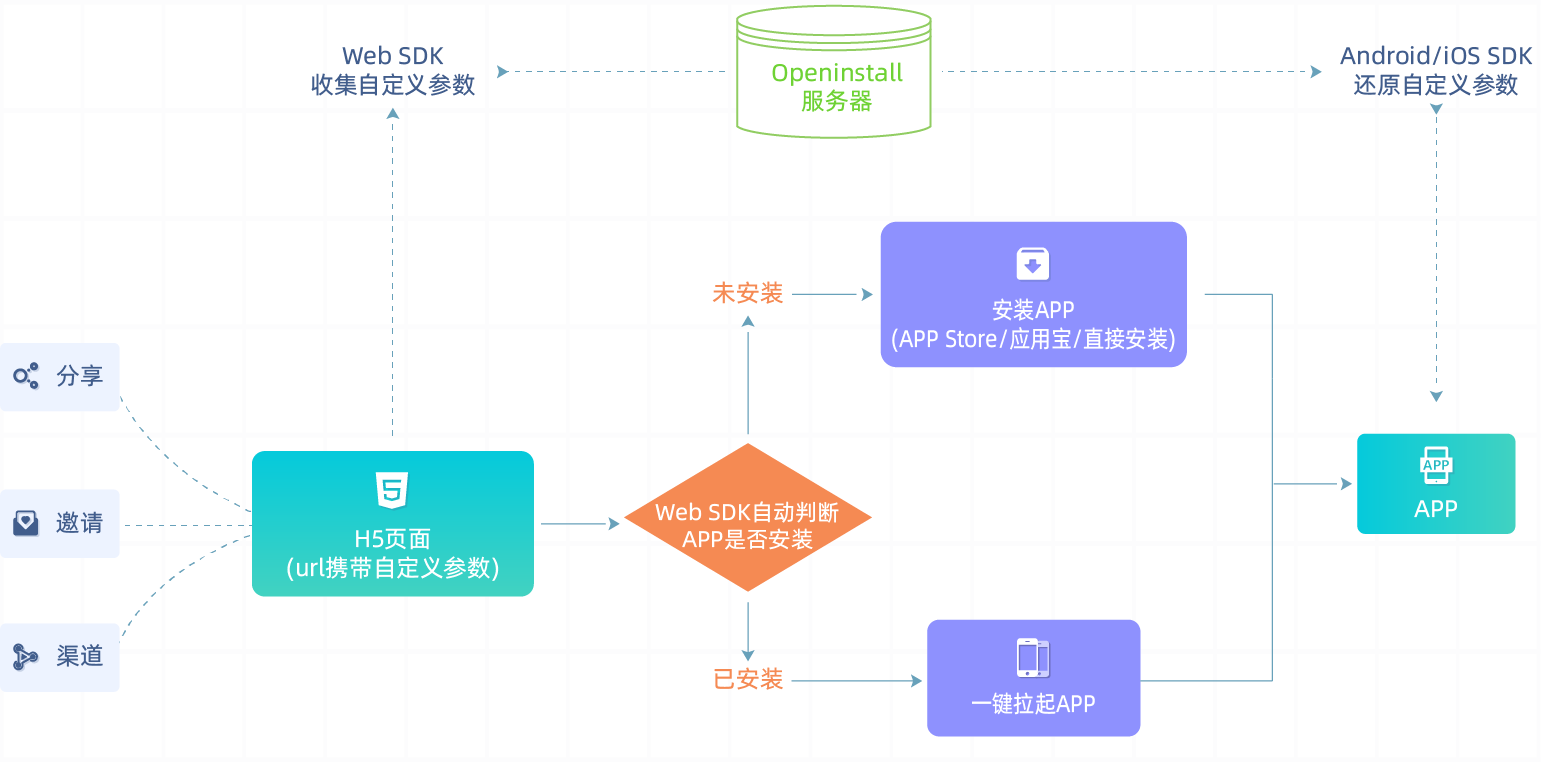 Web SDK
收集自定义参数
Openinstall
服务器
Android/iOS SDK
还原自定义参数
未安装
安装APP
(APP Store/应用宝/直接安装)
分享
邀请
渠道
H5页面
(url携带自定义参数)
Web SDK自动判断
APP是否安装
APP
APP
已安装
一键拉起APP